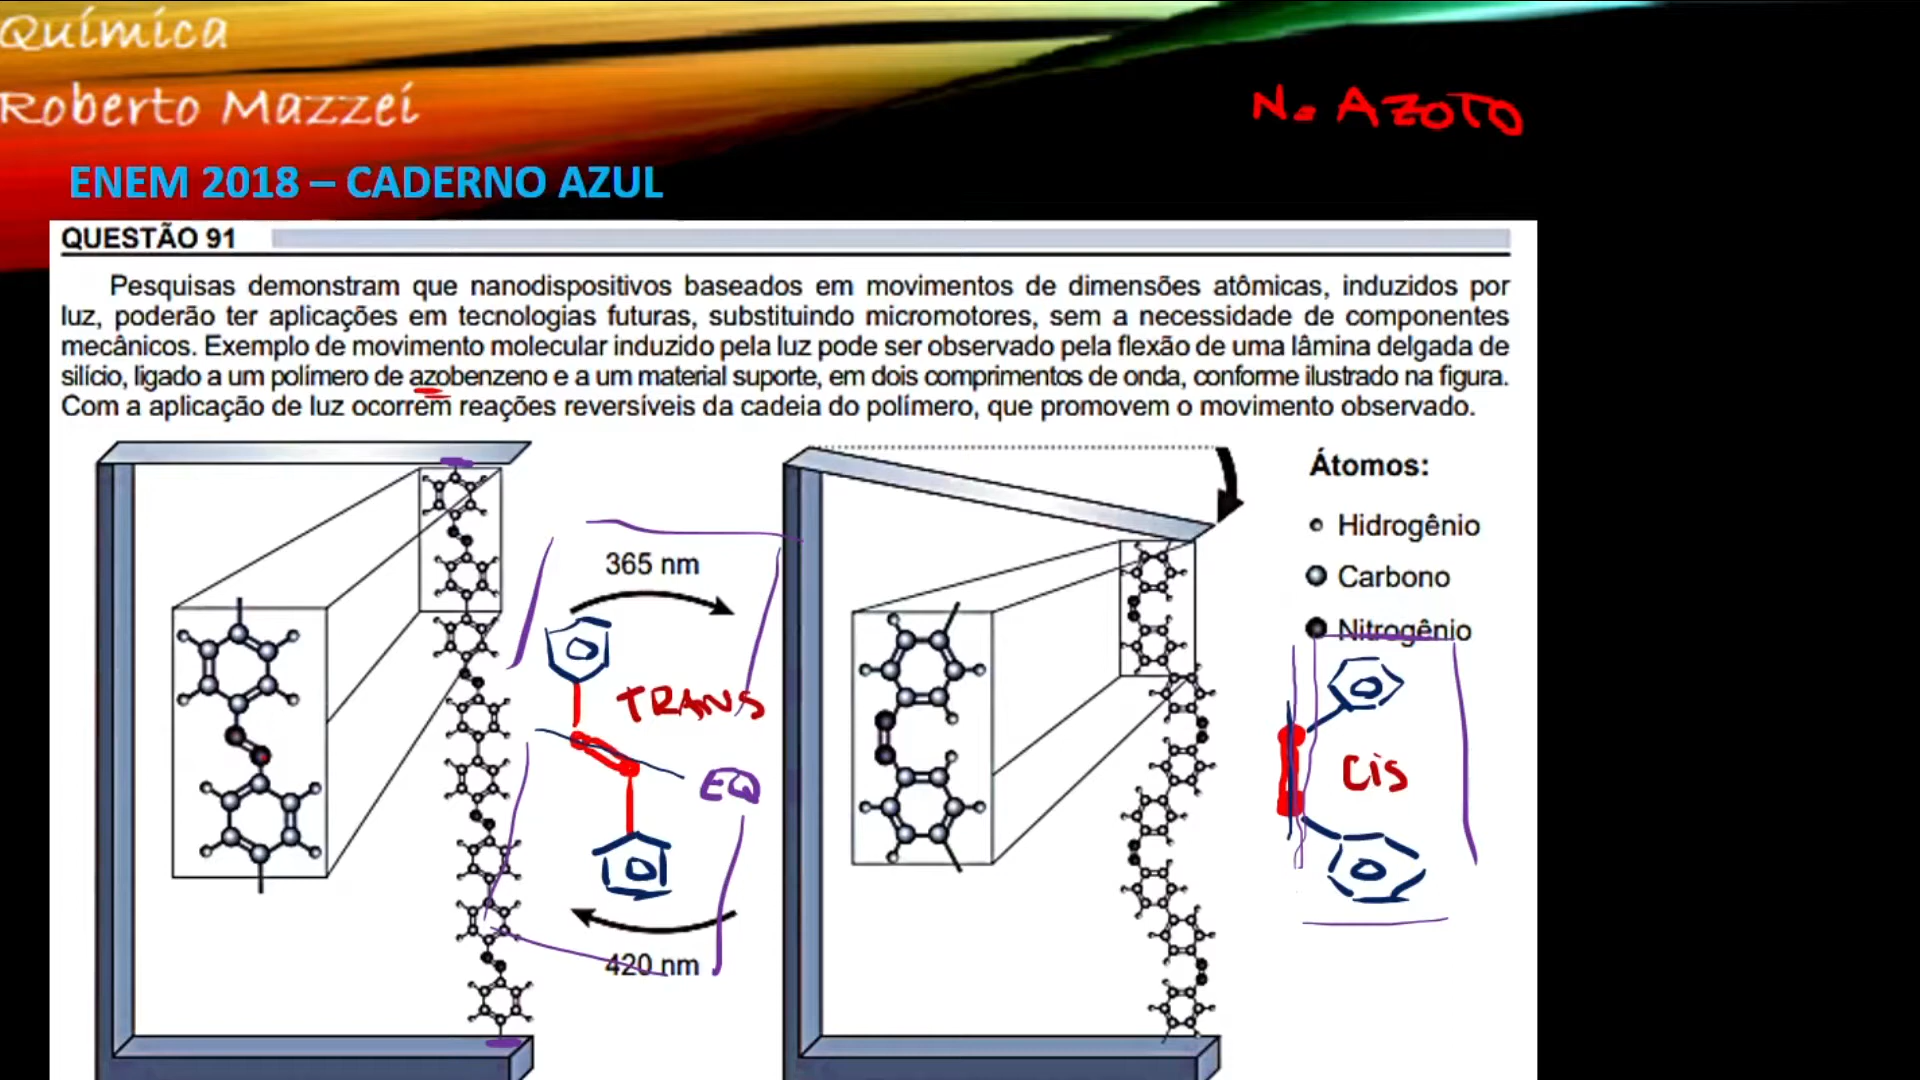 Química
Roberto Mazzei
N = AZOTO
ENEM 2018 – CADERNO AZUL
QUESTÃO 91
Pesquisas demonstram que nanodispositivos baseados em movimentos de dimensões atômicas, induzidos por
luz, poderão ter aplicações em tecnologias futuras, substituindo micromotores, sem a necessidade de componentes
mecânicos. Exemplo de movimento molecular induzido pela luz pode ser observado pela flexão de uma lâmina delgada de
silício, ligado a um polímero de azobenzeno e a um material suporte, em dois comprimentos de onda, conforme ilustrado na figura.
Com a aplicação de luz ocorrem reações reversíveis da cadeia do polímero, que promovem o movimento observado.
365 nm
TRANS
EQ
420 nm
Átomos:
Hidrogênio
Carbono
Nitrogênio
Cis